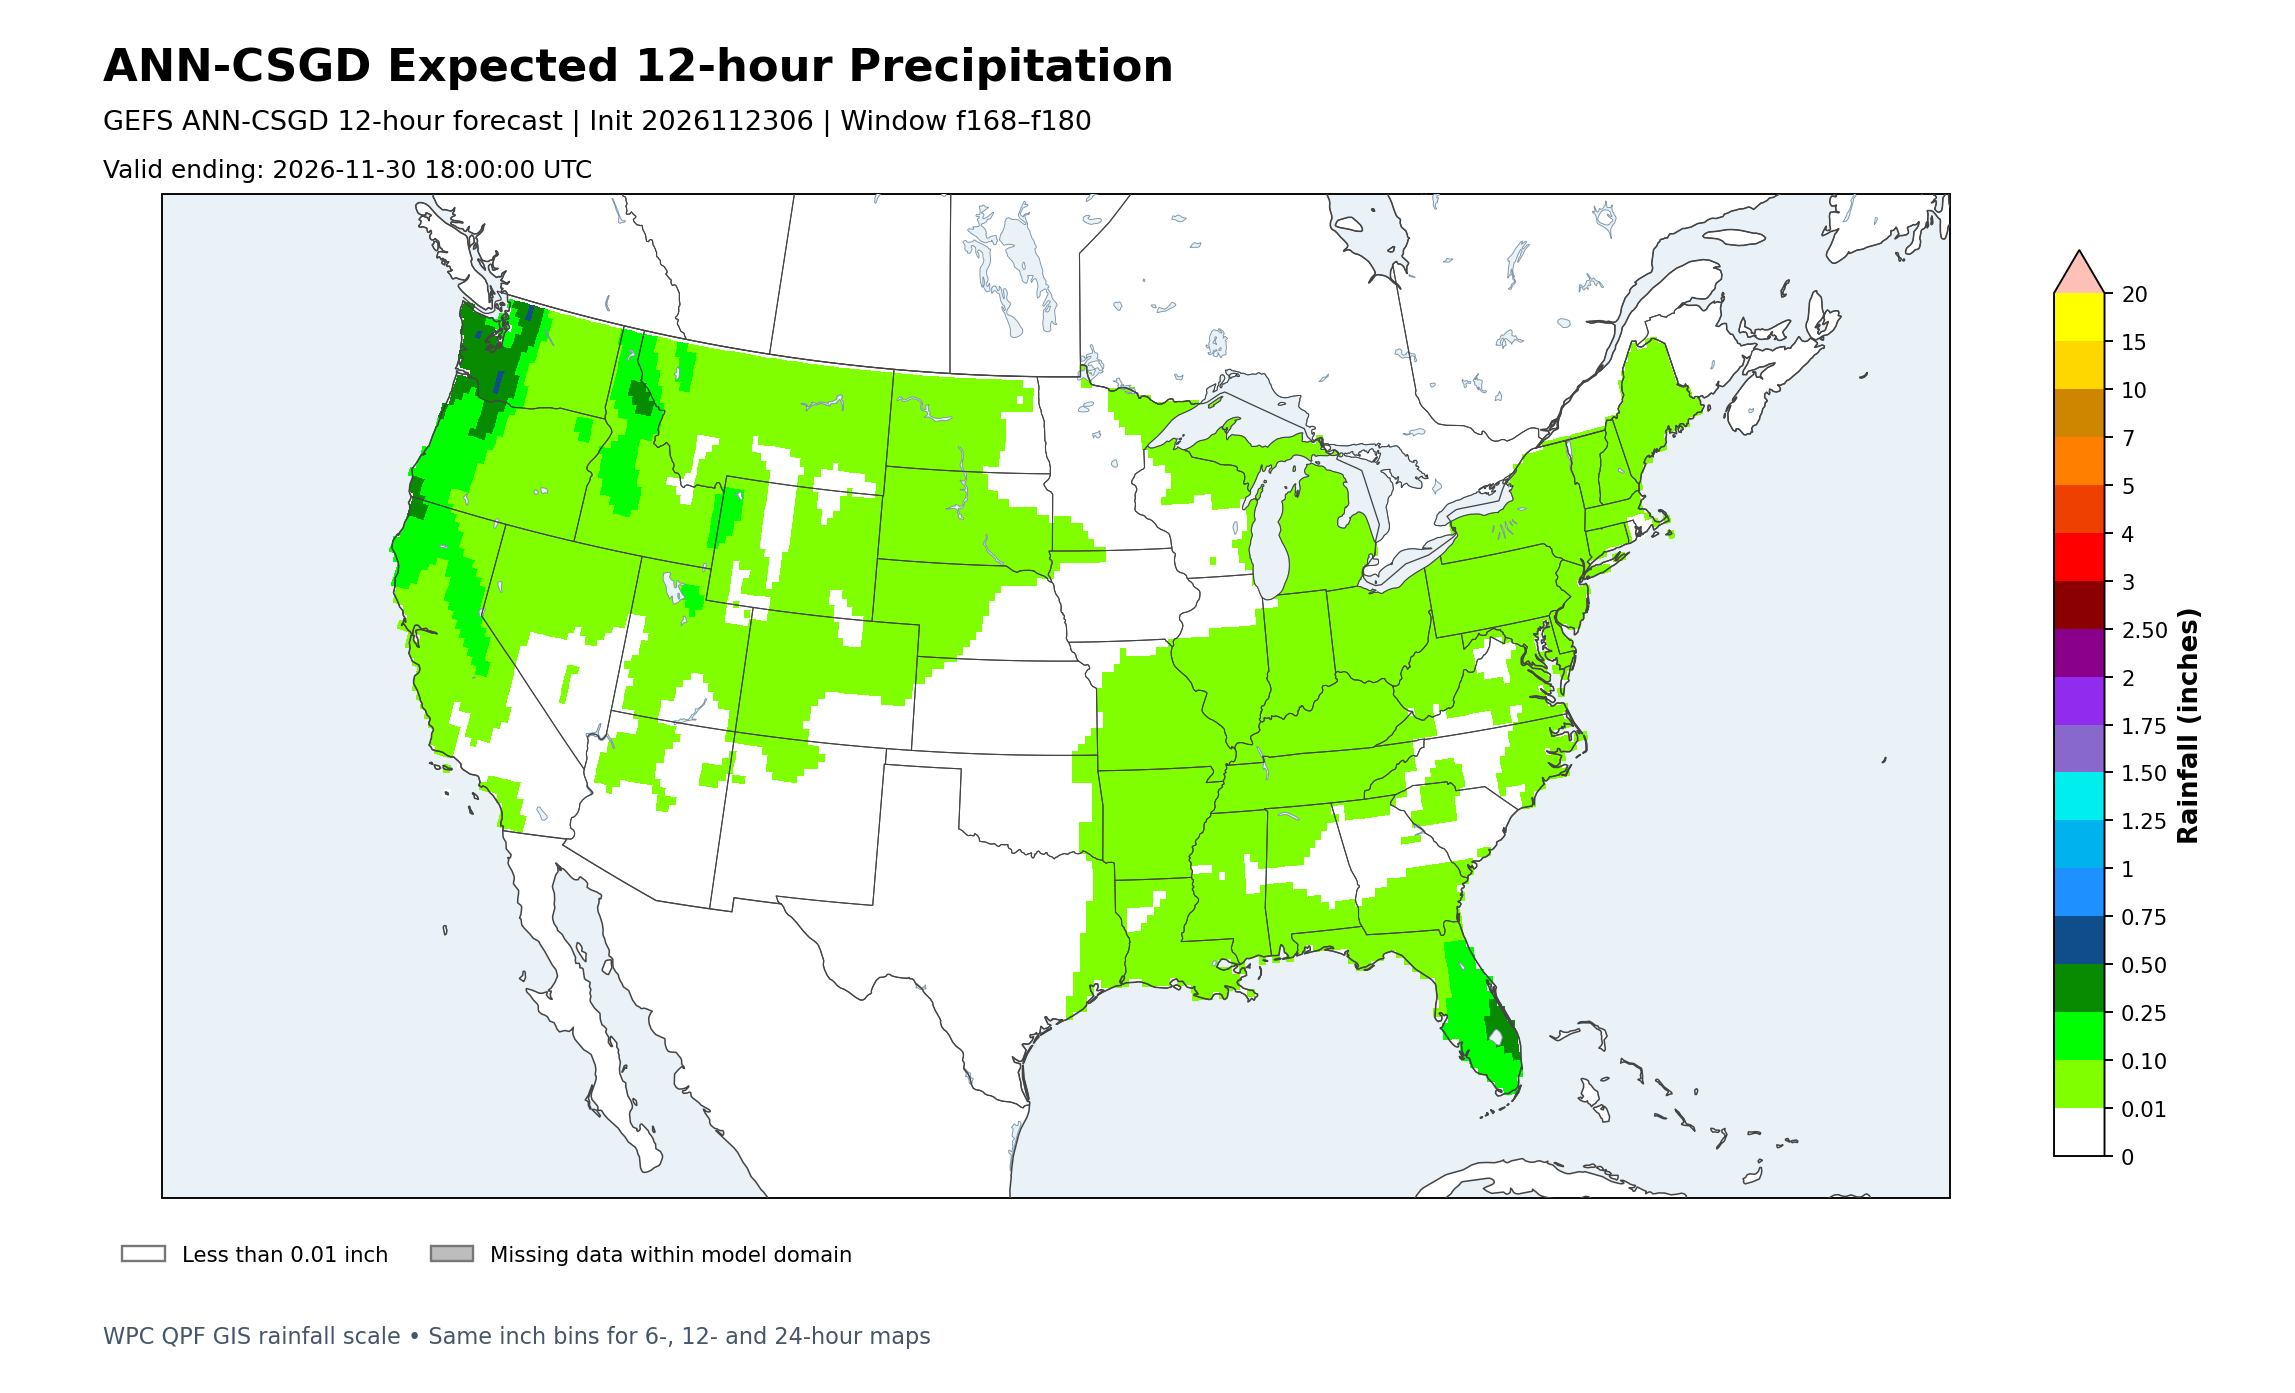 ANN-CSGD Expected 12-hour Precipitation
GEFS ANN-CSGD 12-hour forecast | Init 2026112306 | Window f168–f180
Valid ending: 2026-11-30 18:00:00 UTC
20
15
10
7
5
4
3
2.50
2
1.75
1.50
1.25
1
0.75
0.50
0.25
0.10
0.01
0
Rainfall (inches)
Less than 0.01 inch
Missing data within model domain
WPC QPF GIS rainfall scale • Same inch bins for 6-, 12- and 24-hour maps